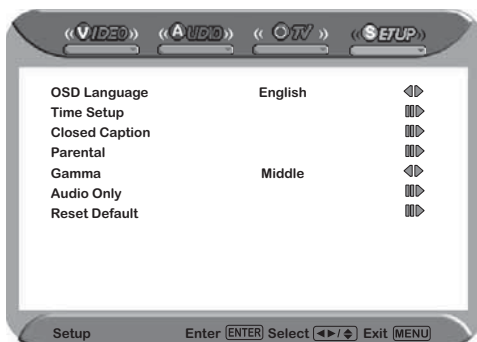 VIDEO AUDIO TV SETUP
OSD Language English
Time Setup
Closed Caption
Parental
Gamma Middle
Audio Only
Reset Default
Setup Enter ENTER Select ◄►/▲▼ Exit MENU